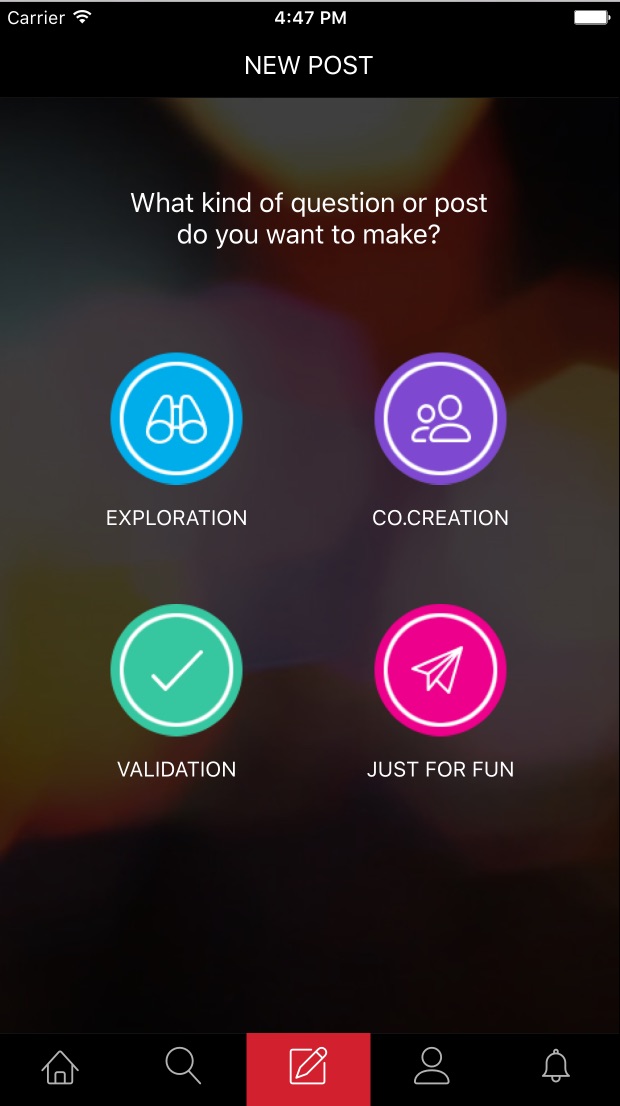 Carrier 4:47 PM
NEW POST
What kind of question or post
do you want to make?
EXPLORATION CO.CREATION
VALIDATION JUST FOR FUN